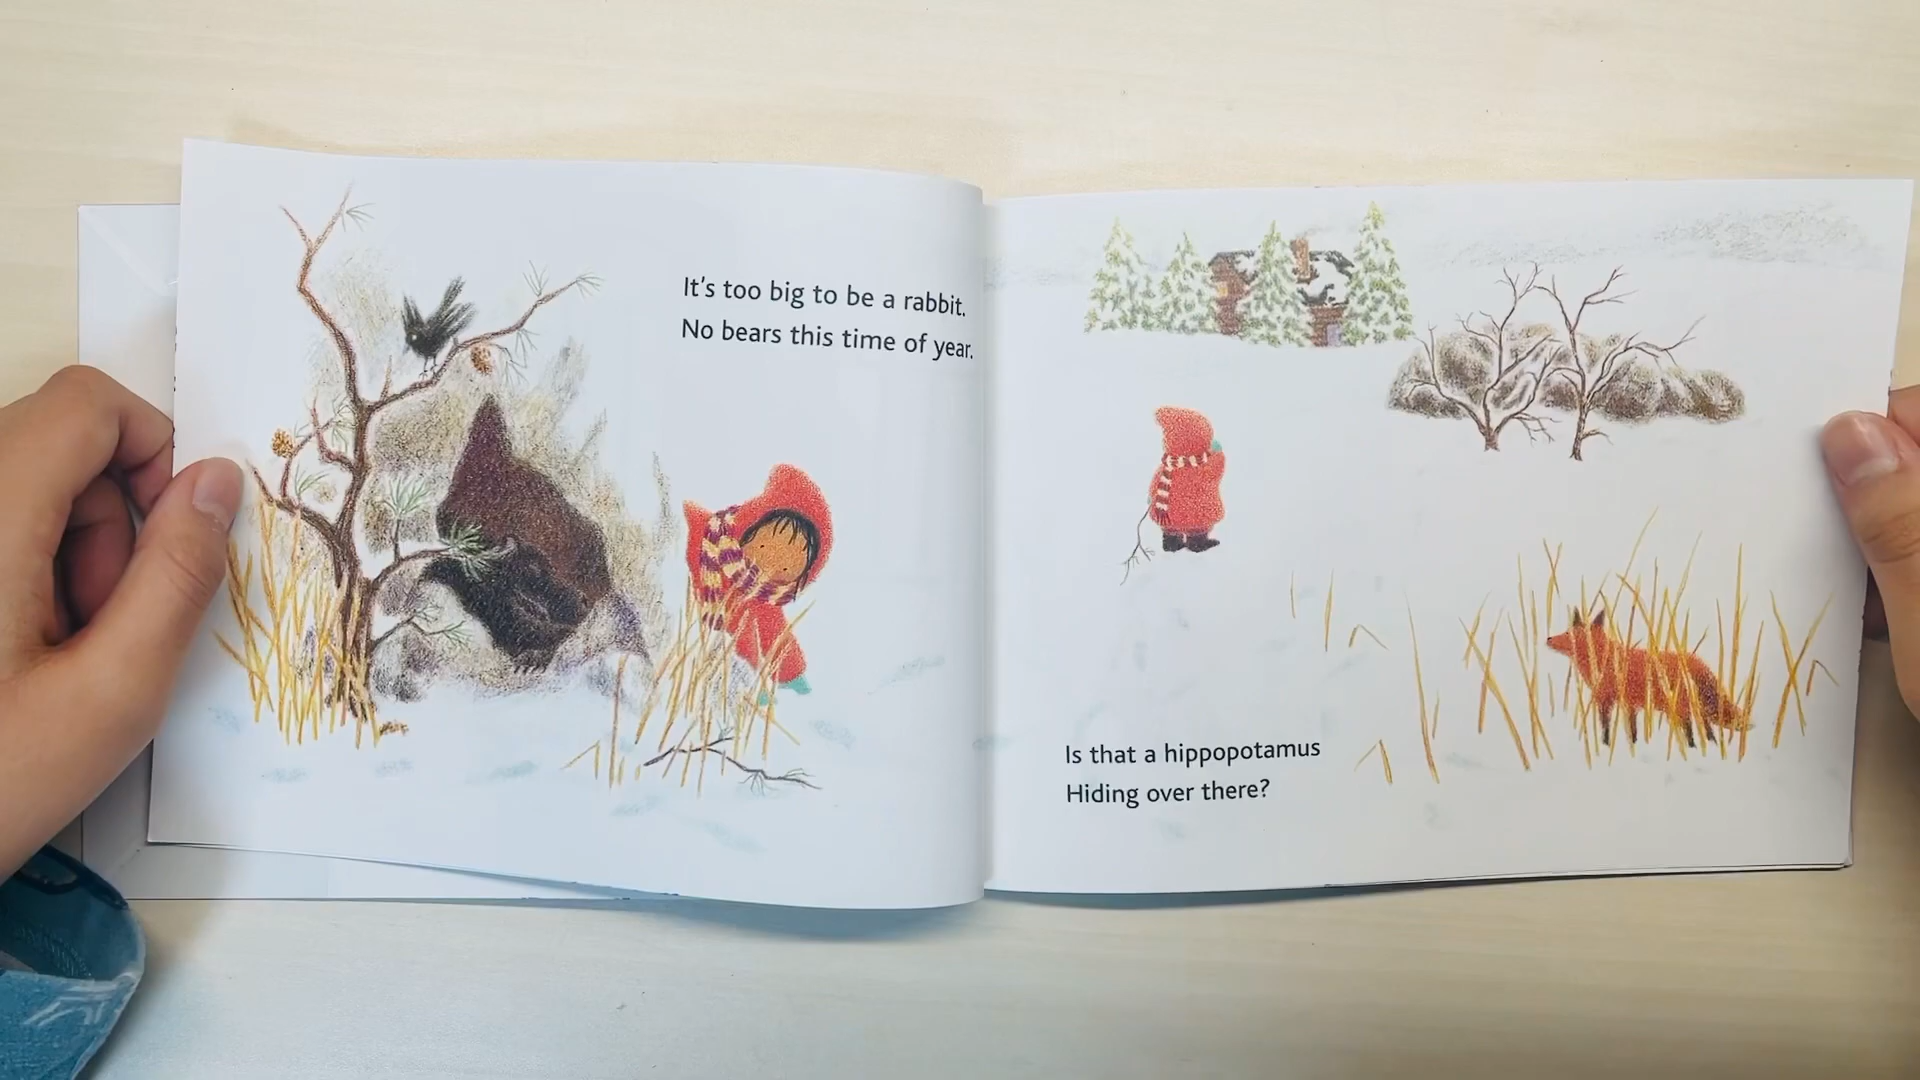 It's too big to be a rabbit.
No bears this time of year.
Is that a hippopotamus
Hiding over there?